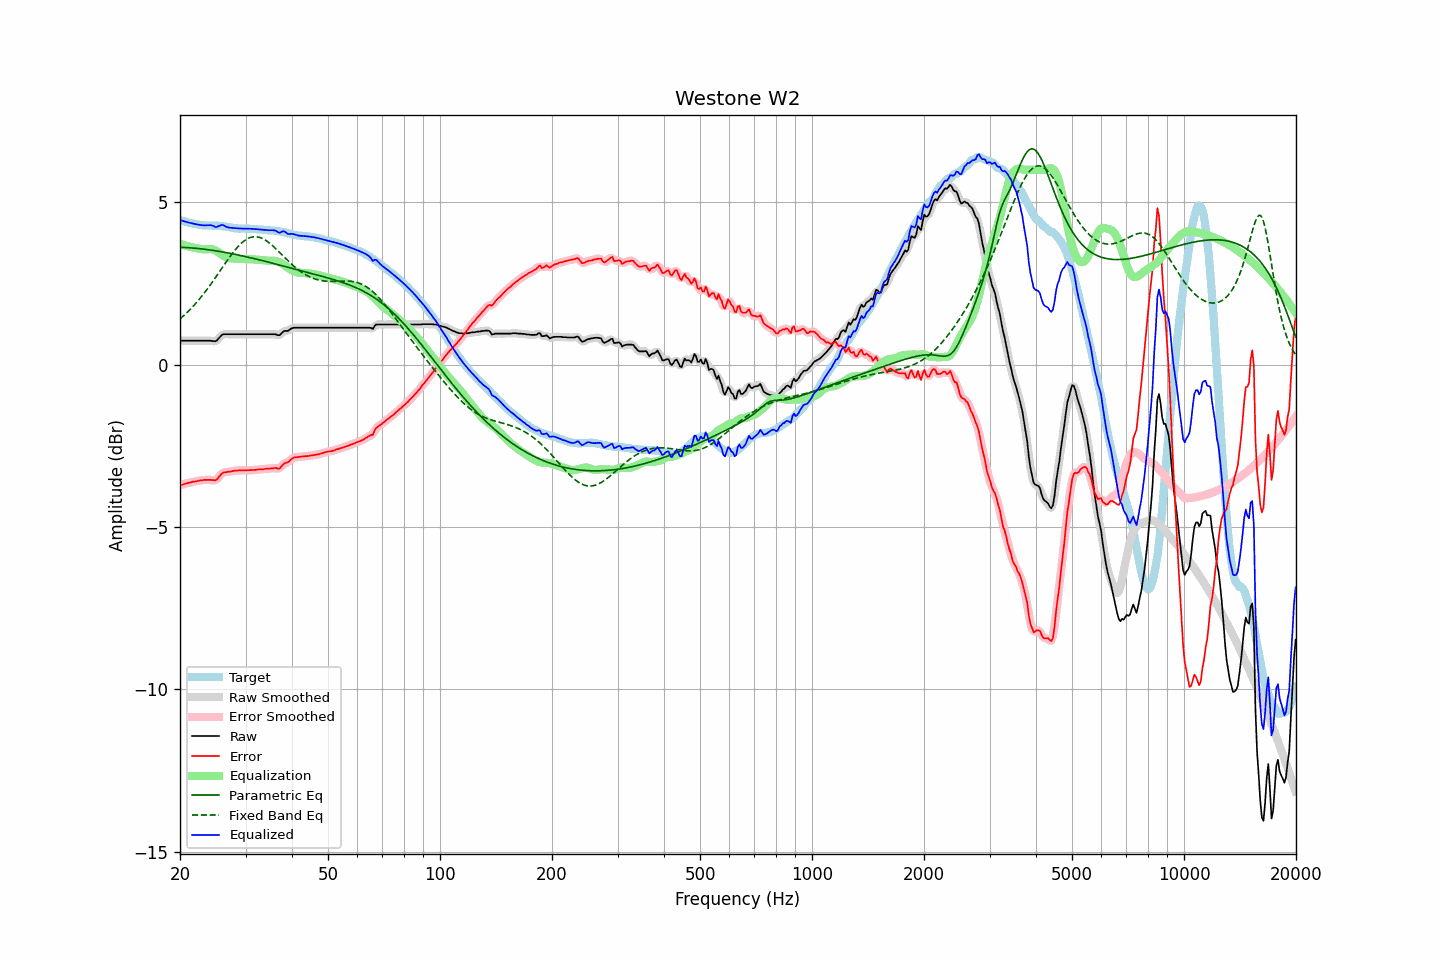 Westone W2
Amplitude (dBr)
5
0
−5
−10
−15
Target
Raw Smoothed
Error Smoothed
Raw
Error
Equalization
Parametric Eq
Fixed Band Eq
Equalized
20
50
100
200
500
1000
2000
5000
10000
20000
Frequency (Hz)